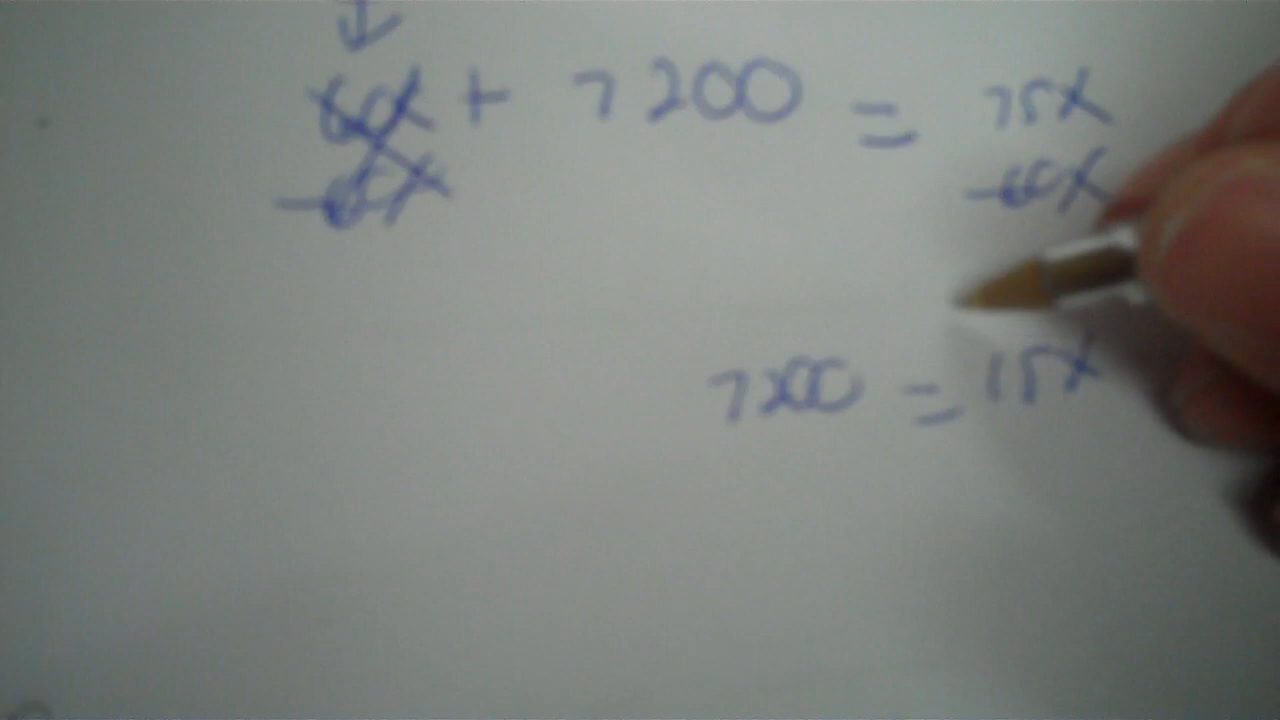 60x + 7200 = 75x
-60x -60x
7200 = 15x